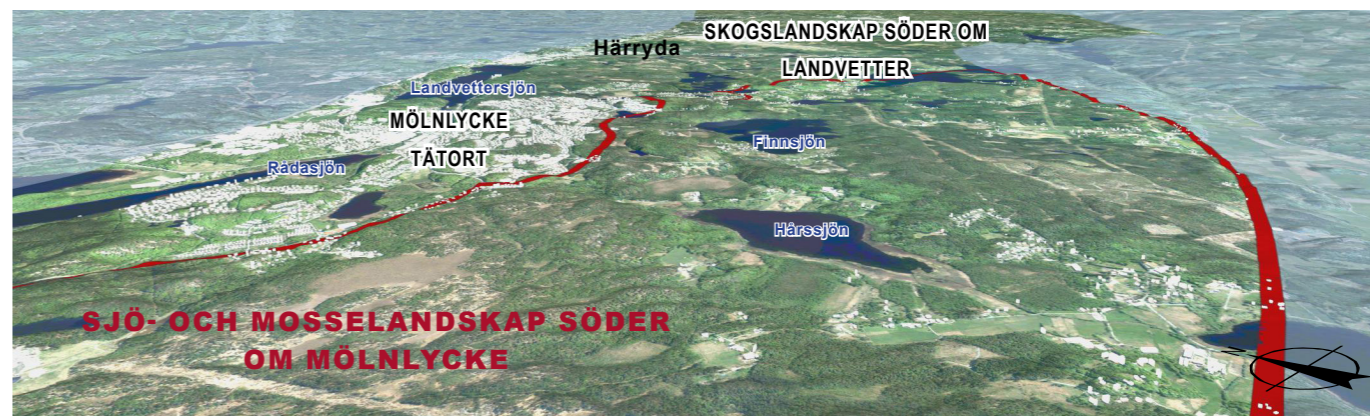 SKOGSLANDSKAP SÖDER OM
LANDVETTER
Härryda
Landvettersjön
MÖLNLYCKE
TÄTORT
Finnsjön
Rådasjön
Hårssjön
SJÖ- OCH MOSSELANDSKAP SÖDER
OM MÖLNLYCKE